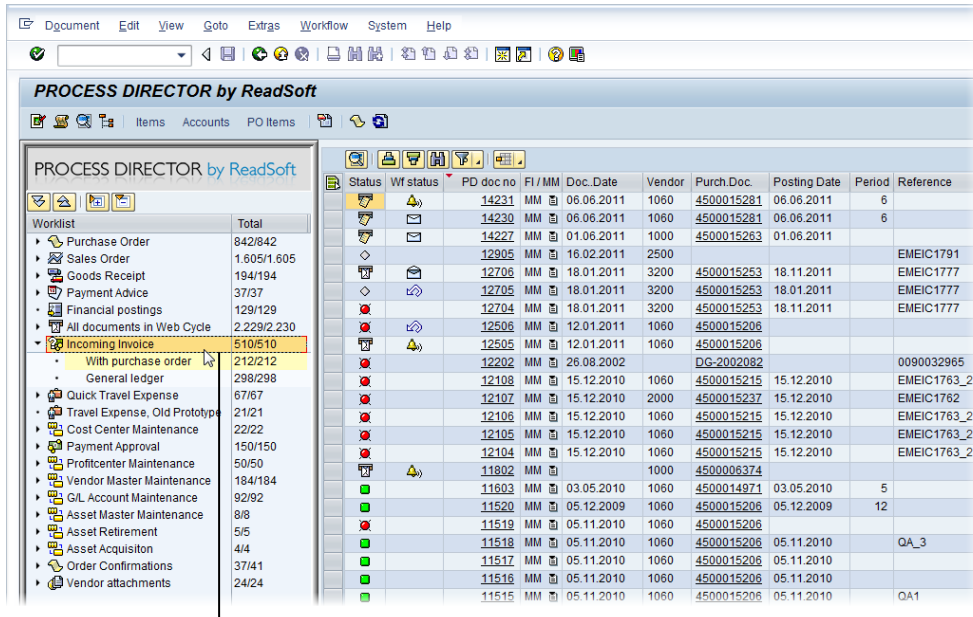 Document Edit View Goto Extras Workflow System Help
PROCESS DIRECTOR by ReadSoft
Items Accounts PO Items
PROCESS DIRECTOR by ReadSoft
Worklist Total
Purchase Order 842/842
Sales Order 1.605/1.605
Goods Receipt 194/194
Payment Advice 37/37
Financial postings 129/129
All documents in Web Cycle 2.229/2.230
Incoming Invoice 510/510
With purchase order 212/212
General ledger 298/298
Quick Travel Expense 67/67
Travel Expense, Old Prototype 21/21
Cost Center Maintenance 22/22
Payment Approval 150/150
Profitcenter Maintenance 50/50
Vendor Master Maintenance 184/184
G/L Account Maintenance 92/92
Asset Master Maintenance 8/8
Asset Retirement 5/5
Asset Acquisiton 4/4
Order Confirmations 37/41
Vendor attachments 24/24
Status Wf status PD doc no FI / MM Doc..Date Vendor Purch.Doc. Posting Date Period Reference
14231 MM 06.06.2011 1060 4500015281 06.06.2011 6
14230 MM 06.06.2011 1060 4500015281 06.06.2011 6
14227 MM 01.06.2011 1000 4500015263 01.06.2011
12905 MM 16.02.2011 2500 EMEIC1791
12706 MM 18.01.2011 3200 4500015253 18.11.2011 EMEIC1777
12705 MM 18.01.2011 3200 4500015253 18.01.2011 EMEIC1777
12704 MM 18.01.2011 3200 4500015253 18.11.2011 EMEIC1777
12506 MM 12.01.2011 1060 4500015206
12505 MM 12.01.2011 1060 4500015206
12202 MM 26.08.2002 DG-2002082 0090032965
12108 MM 15.12.2010 1060 4500015215 15.12.2010 EMEIC1763_2
12107 MM 15.12.2010 2000 4500015237 15.12.2010 EMEIC1762
12106 MM 15.12.2010 1060 4500015215 15.12.2010 EMEIC1763_2
12105 MM 15.12.2010 1060 4500015215 15.12.2010 EMEIC1763_2
12104 MM 15.12.2010 1060 4500015215 15.12.2010 EMEIC1763_2
11802 MM 1000 4500006374
11603 MM 03.05.2010 1060 4500014971 03.05.2010 5
11520 MM 05.12.2009 1060 4500015206 05.12.2009 12
11519 MM 05.11.2010 1060 4500015206
11518 MM 05.11.2010 1060 4500015206 05.11.2010 QA_3
11517 MM 05.11.2010 1060 4500015206 05.11.2010
11516 MM 05.11.2010 1060 4500015206 05.11.2010
11515 MM 05.11.2010 1060 4500015206 05.11.2010 QA1